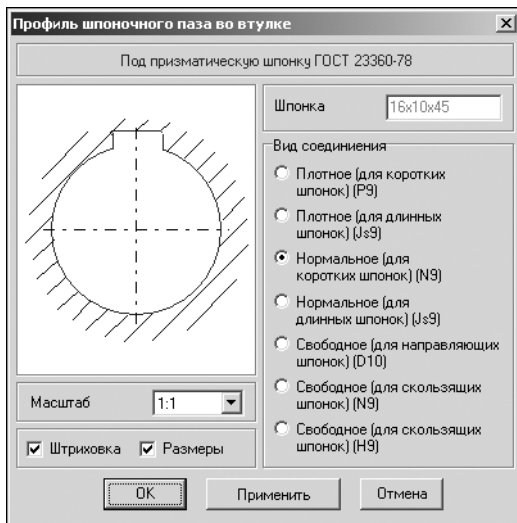 Профиль шпоночного паза во втулке
Под призматическую шпонку ГОСТ 23360-78
Шпонка
16x10x45
Вид соединиения
Плотное (для коротких
шпонок) (P9)
Плотное (для длинных
шпонок) (Js9)
Нормальное (для
коротких шпонок) (N9)
Нормальное (для
длинных шпонок) (Js9)
Свободное (для направляющих
шпонок) (D10)
Свободное (для скользящих
шпонок) (N9)
Свободное (для скользящих
шпонок) (H9)
Масштаб
1:1
Штриховка
Размеры
OK
Применить
Отмена